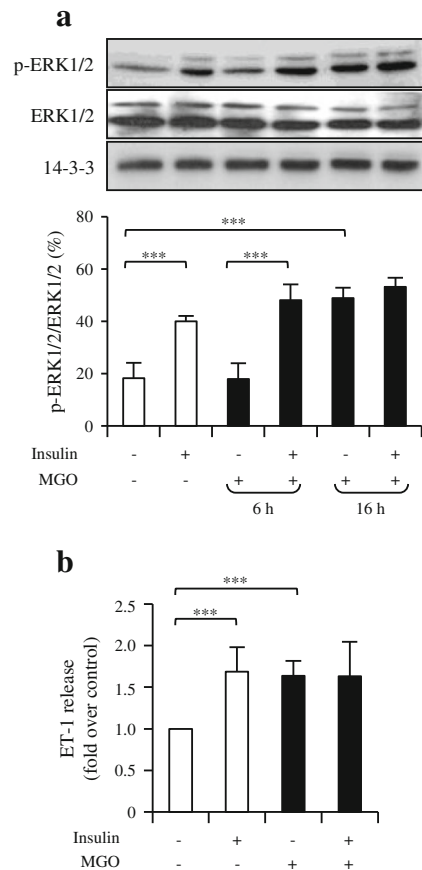 a
p-ERK1/2
ERK1/2
14-3-3
p-ERK1/2/ERK1/2 (%)
80
60
40
20
0
***
*** ***
Insulin - + - + - +
MGO - - + + + +
6 h 16 h
b
ET-1 release
(fold over control)
2.5
2.0
1.5
1.0
0.5
0
***
***
Insulin - + - +
MGO - - + +